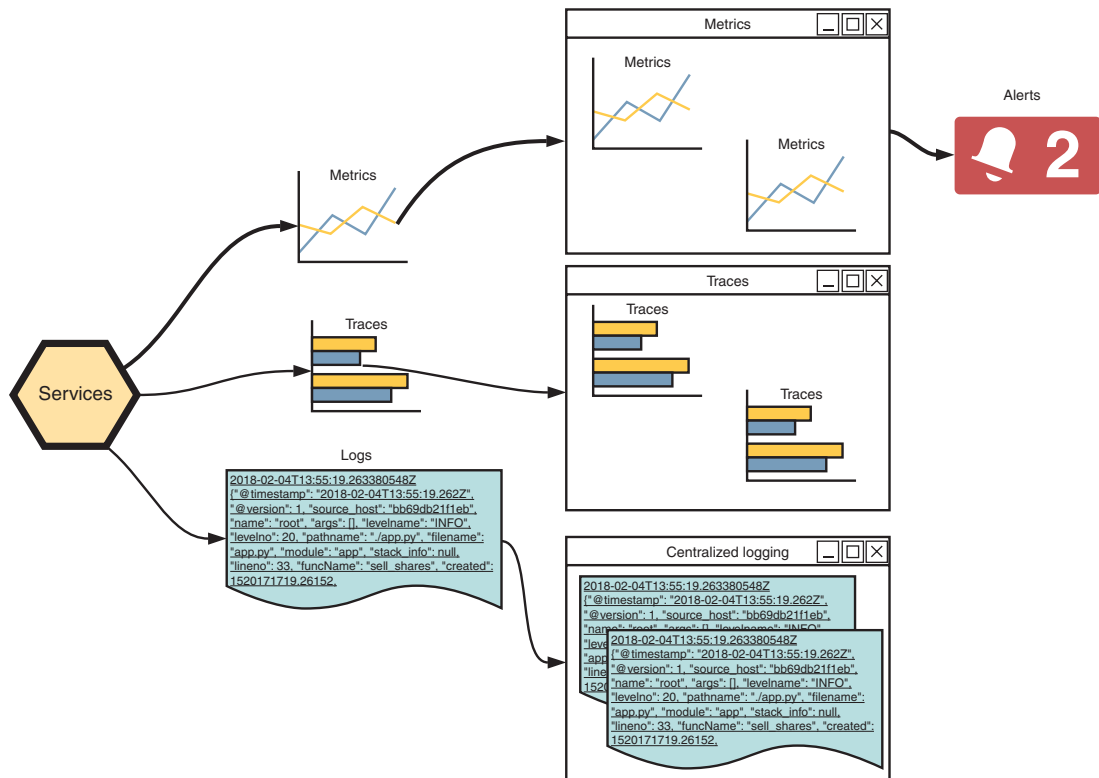 Metrics
Metrics
Metrics
Alerts
2
Metrics
Traces
Traces
Traces
Traces
Services
Logs
2018-02-04T13:55:19.263380548Z
{"@timestamp": "2018-02-04T13:55:19.262Z",
"@version": 1, "source_host": "bb69db21f1eb",
"name": "root", "args": [], "levelname": "INFO",
"levelno": 20, "pathname": "./app.py", "filename":
"app.py", "module": "app", "stack_info": null,
"lineno": 33, "funcName": "sell_shares", "created":
1520171719.26152,
Centralized logging
2018-02-04T13:55:19.263380548Z
{"@timestamp": "2018-02-04T13:55:19.262Z",
"@version": 1, "source_host": "bb69db21f1eb",
"name": "root", "args": [], "levelname": "INFO",
2018-02-04T13:55:19.263380548Z
{"@timestamp": "2018-02-04T13:55:19.262Z",
"@version": 1, "source_host": "bb69db21f1eb",
"name": "root", "args": [], "levelname": "INFO",
"levelno": 20, "pathname": "./app.py", "filename":
"app.py", "module": "app", "stack_info": null,
"lineno": 33, "funcName": "sell_shares", "created":
1520171719.26152,